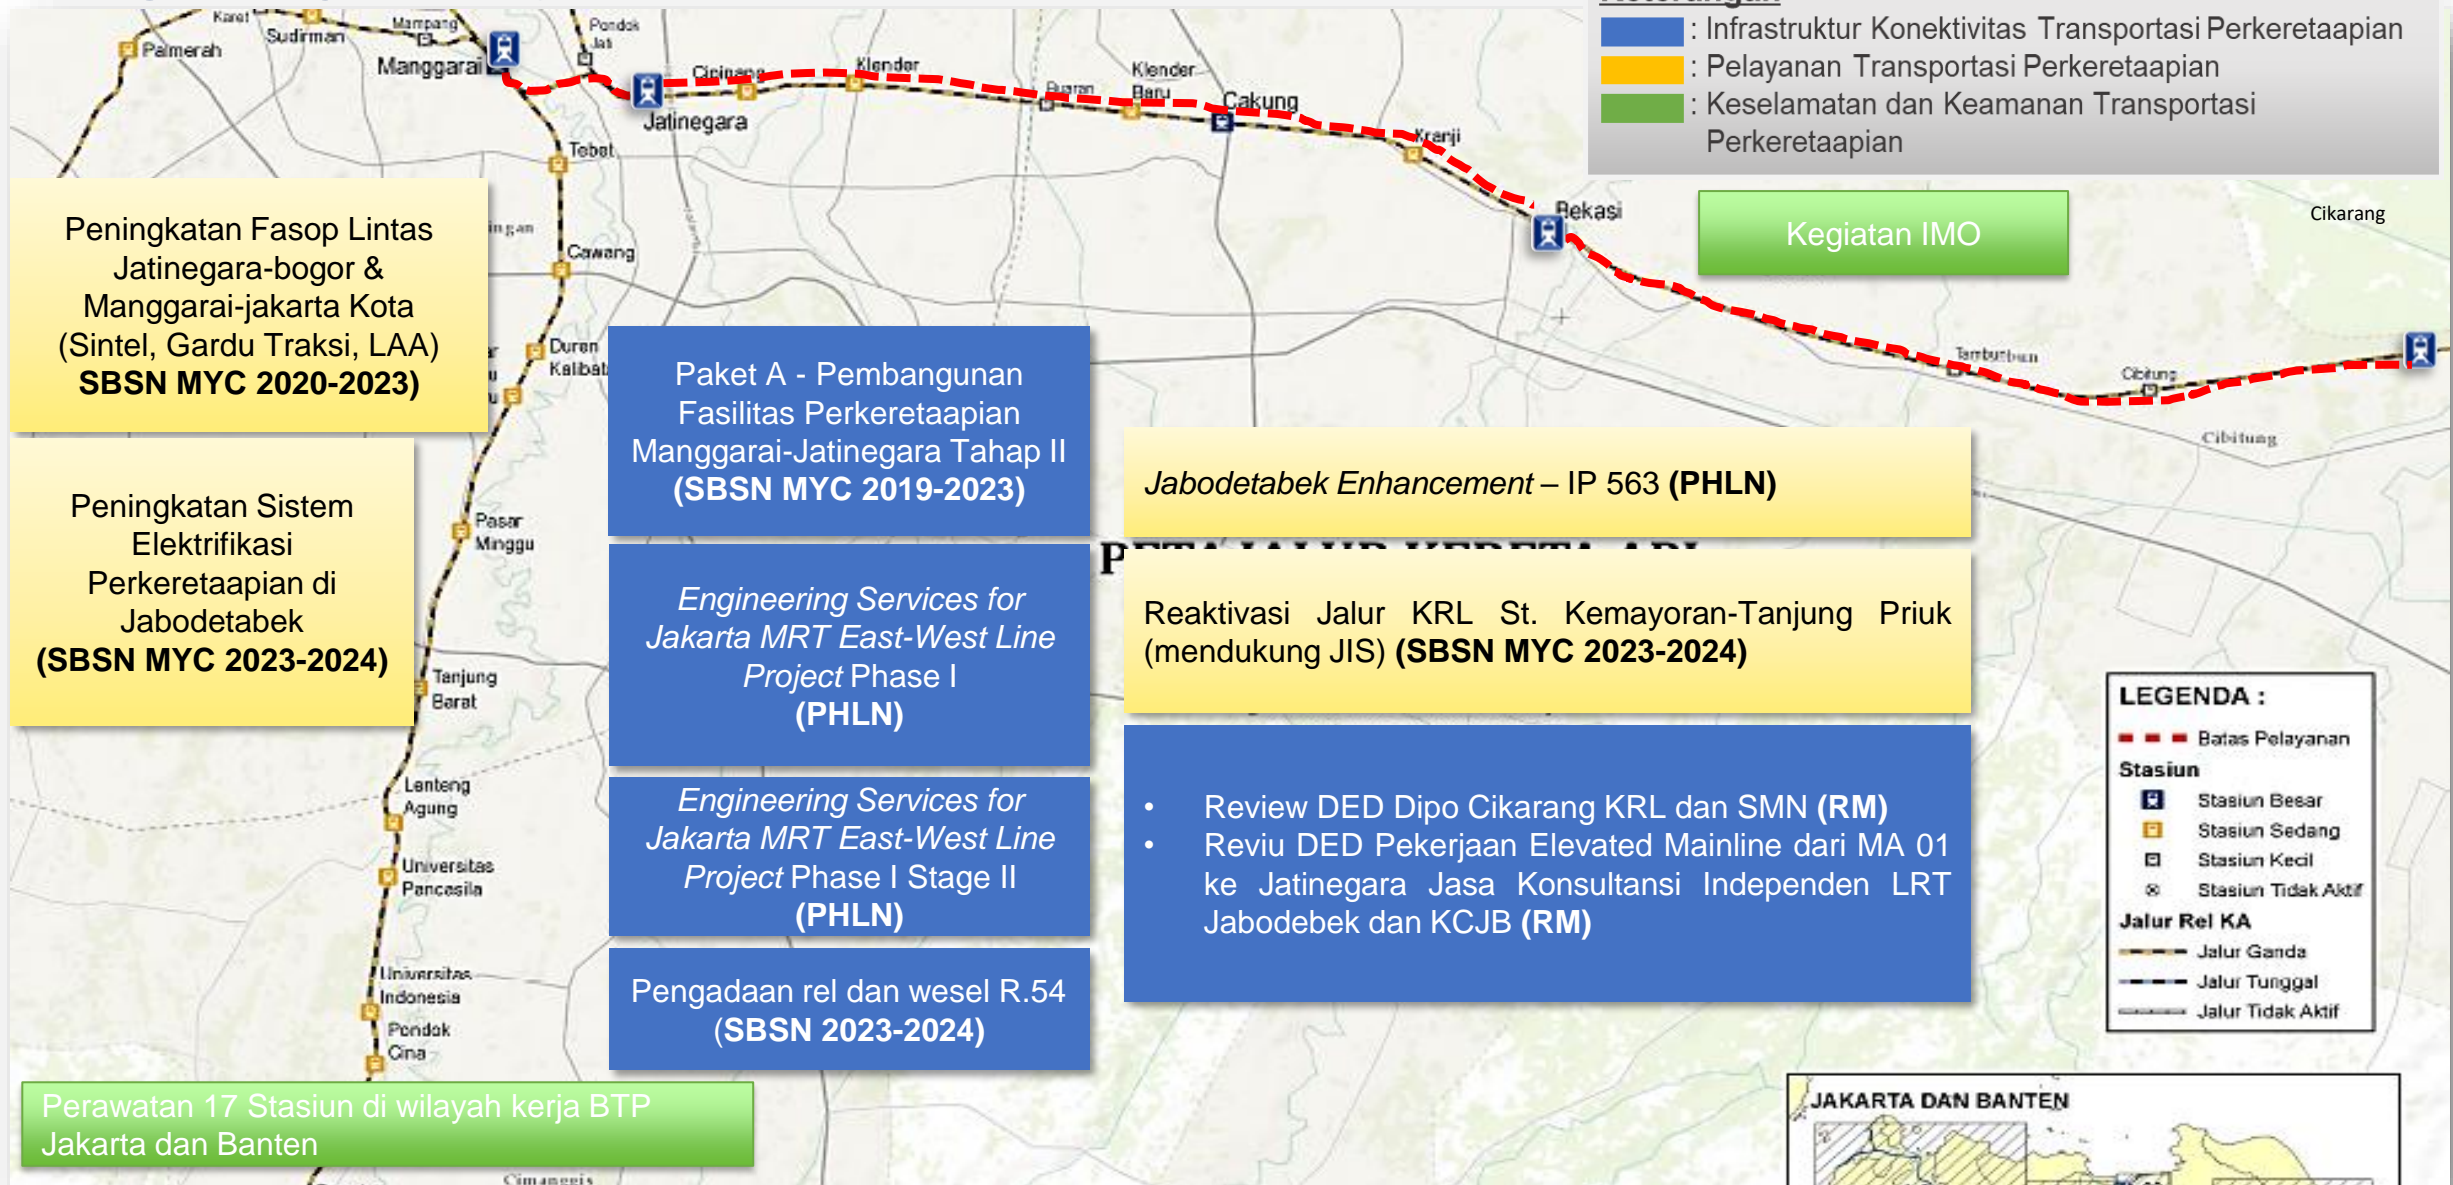 Karet
Sudirman
Mampang
Pondok
Jati
Palmerah
Manggarai
Jatinegara
Cipinang
Klender
Buaran
Klender
Baru
Cakung
Kranji
Bekasi
Tambun
Cibitung
Cibitung
Cikarang
: Infrastruktur Konektivitas Transportasi Perkeretaapian
: Pelayanan Transportasi Perkeretaapian
: Keselamatan dan Keamanan Transportasi
Perkeretaapian
Kegiatan IMO
Tebet
Cawang
Duren
Kalibat
Pasar
Minggu
Tanjung
Barat
Lenteng
Agung
Universitas
Pancasila
Universitas
Indonesia
Pondok
Cina
Cimanggis
Peningkatan Fasop Lintas
Jatinegara-bogor &
Manggarai-jakarta Kota
(Sintel, Gardu Traksi, LAA)
SBSN MYC 2020-2023)
Peningkatan Sistem
Elektrifikasi
Perkeretaapian di
Jabodetabek
(SBSN MYC 2023-2024)
Paket A - Pembangunan
Fasilitas Perkeretaapian
Manggarai-Jatinegara Tahap II
(SBSN MYC 2019-2023)
Engineering Services for
Jakarta MRT East-West Line
Project Phase I
(PHLN)
Engineering Services for
Jakarta MRT East-West Line
Project Phase I Stage II
(PHLN)
Pengadaan rel dan wesel R.54
(SBSN 2023-2024)
Jabodetabek Enhancement – IP 563 (PHLN)
Reaktivasi Jalur KRL St. Kemayoran-Tanjung Priuk
(mendukung JIS) (SBSN MYC 2023-2024)
• Review DED Dipo Cikarang KRL dan SMN (RM)
• Reviu DED Pekerjaan Elevated Mainline dari MA 01
ke Jatinegara Jasa Konsultansi Independen LRT
Jabodebek dan KCJB (RM)
Perawatan 17 Stasiun di wilayah kerja BTP
Jakarta dan Banten
LEGENDA :
Batas Pelayanan
Stasiun
Stasiun Besar
Stasiun Sedang
Stasiun Kecil
Stasiun Tidak Aktif
Jalur Rel KA
Jalur Ganda
Jalur Tunggal
Jalur Tidak Aktif
JAKARTA DAN BANTEN